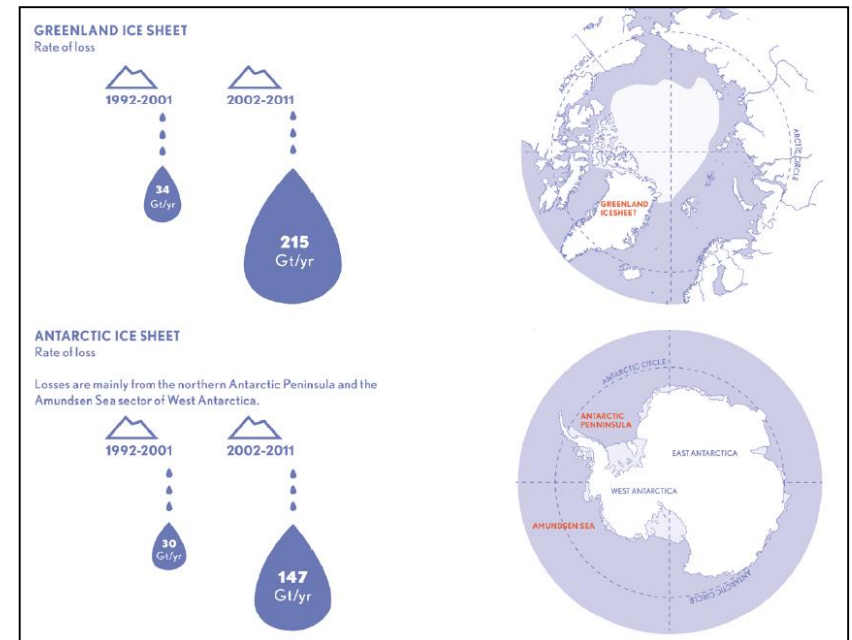 GREENLAND ICE SHEET
Rate of loss
1992-2001
2002-2011
34
Gt/yr
215
Gt/yr
ARCTIC CIRCLE
ARCTIC CIRCLE
GREENLAND
ICESHEET
ANTARCTIC ICE SHEET
Rate of loss
Losses are mainly from the northern Antarctic Peninsula and the
Amundsen Sea sector of West Antarctica.
1992-2001
2002-2011
30
Gt/yr
147
Gt/yr
ANTARCTIC CIRCLE
ANTARCTIC
PENNINSULA
EAST ANTARCTICA
WEST ANTARCTICA
AMUNDSEN SEA
ANTARCTIC
CIRCLE